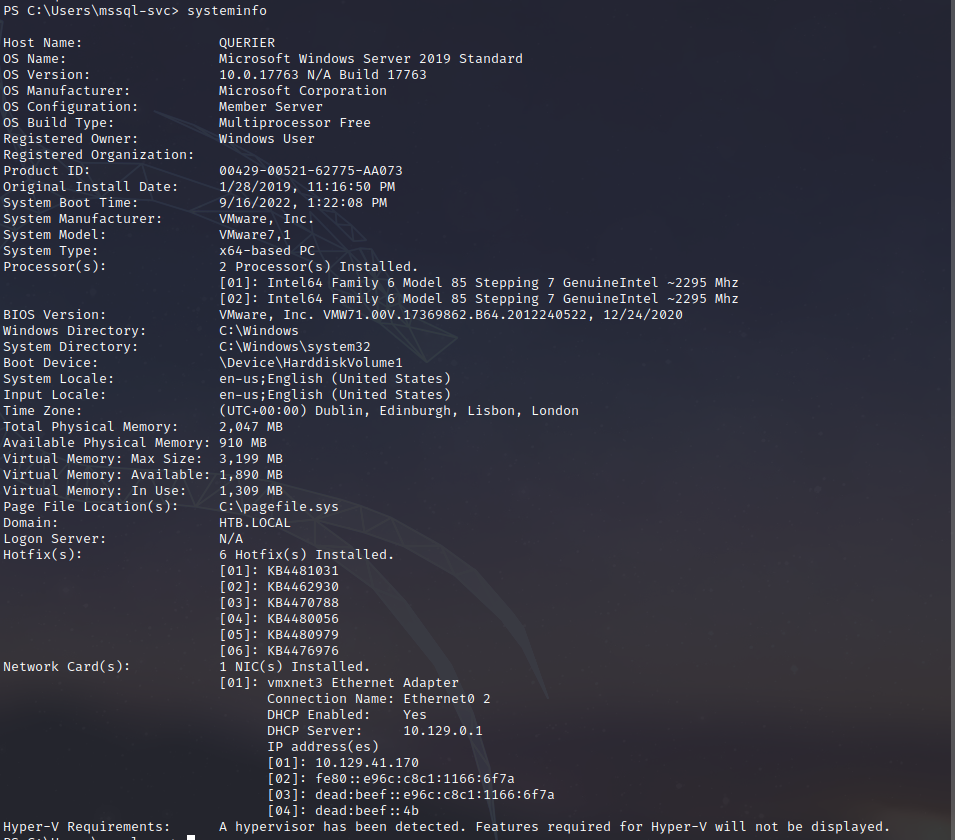 PS C:\Users\mssql-svc> systeminfo
Host Name: QUERIER
OS Name: Microsoft Windows Server 2019 Standard
OS Version: 10.0.17763 N/A Build 17763
OS Manufacturer: Microsoft Corporation
OS Configuration: Member Server
OS Build Type: Multiprocessor Free
Registered Owner: Windows User
Registered Organization:
Product ID: 00429-00521-62775-AA073
Original Install Date: 1/28/2019, 11:16:50 PM
System Boot Time: 9/16/2022, 1:22:08 PM
System Manufacturer: VMware, Inc.
System Model: VMware7,1
System Type: x64-based PC
Processor(s): 2 Processor(s) Installed.
[01]: Intel64 Family 6 Model 85 Stepping 7 GenuineIntel ~2295 Mhz
[02]: Intel64 Family 6 Model 85 Stepping 7 GenuineIntel ~2295 Mhz
BIOS Version: VMware, Inc. VMW71.00V.17369862.B64.2012240522, 12/24/2020
Windows Directory: C:\Windows
System Directory: C:\Windows\system32
Boot Device: \Device\HarddiskVolume1
System Locale: en-us;English (United States)
Input Locale: en-us;English (United States)
Time Zone: (UTC+00:00) Dublin, Edinburgh, Lisbon, London
Total Physical Memory: 2,047 MB
Available Physical Memory: 910 MB
Virtual Memory: Max Size: 3,199 MB
Virtual Memory: Available: 1,890 MB
Virtual Memory: In Use: 1,309 MB
Page File Location(s): C:\pagefile.sys
Domain: HTB.LOCAL
Logon Server: N/A
Hotfix(s): 6 Hotfix(s) Installed.
[01]: KB4481031
[02]: KB4462930
[03]: KB4470788
[04]: KB4480056
[05]: KB4480979
[06]: KB4476976
Network Card(s): 1 NIC(s) Installed.
[01]: vmxnet3 Ethernet Adapter
Connection Name: Ethernet0 2
DHCP Enabled: Yes
DHCP Server: 10.129.0.1
IP address(es)
[01]: 10.129.41.170
[02]: fe80::e96c:c8c1:1166:6f7a
[03]: dead:beef::e96c:c8c1:1166:6f7a
[04]: dead:beef::4b
Hyper-V Requirements: A hypervisor has been detected. Features required for Hyper-V will not be displayed.